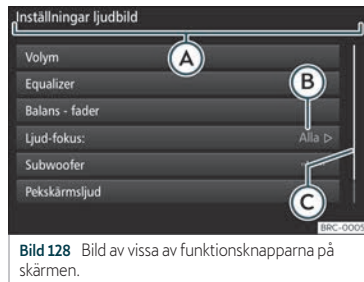 Inställningar ljudbild
Volym
A
Equalizer
B
Balans - fader
Ljud-fokus: Alla
Subwoofer
C
Pekskärmsljud
BRC-0005
Bild 128 Bild av vissa av funktionsknapparna på
skärmen.